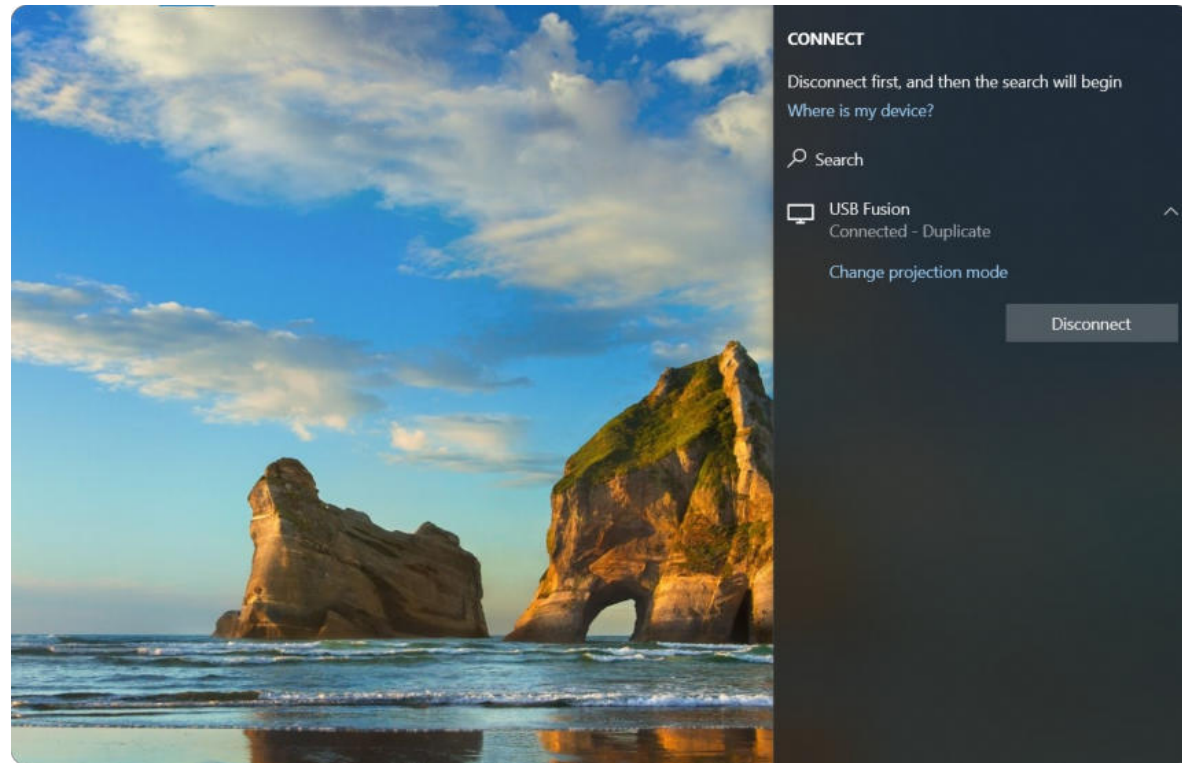 CONNECT
Disconnect first, and then the search will begin
Where is my device?
Search
USB Fusion
Connected - Duplicate
Change projection mode
Disconnect